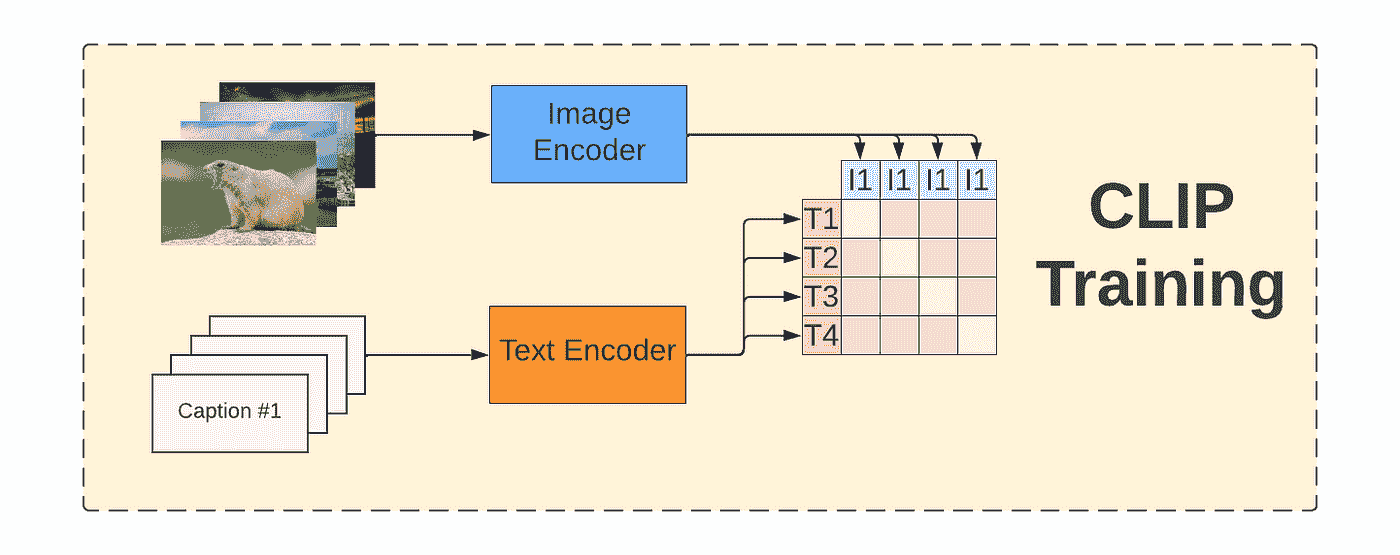 Image
Encoder
I1 I1 I1 I1
T1
T2
T3
T4
CLIP
Training
Text Encoder
Caption #1